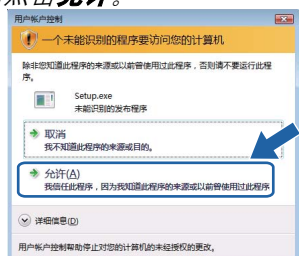 点击允许。
用户帐户控制
一个未能识别的程序要访问您的计算机
除非您知道此程序的来源或以前曾使用过此程序，否则请不要运行此程序。
Setup.exe
未能识别的发布程序
取消
我不知道此程序的来源或目的。
允许(A)
我信任此程序，因为我知道此程序的来源或以前曾使用过此程序
详细信息(D)
用户帐户控制帮助停止对您的计算机的未经授权的更改。